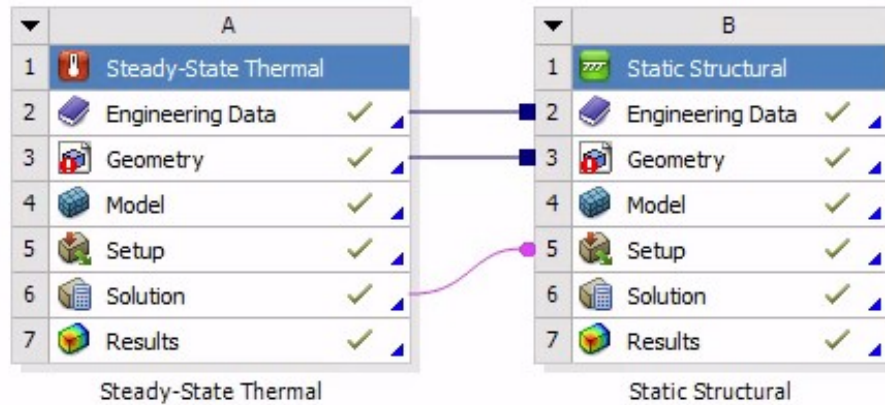 A
1 Steady-State Thermal
2 Engineering Data
3 Geometry
4 Model
5 Setup
6 Solution
7 Results
Steady-State Thermal
B
1 Static Structural
2 Engineering Data
3 Geometry
4 Model
5 Setup
6 Solution
7 Results
Static Structural